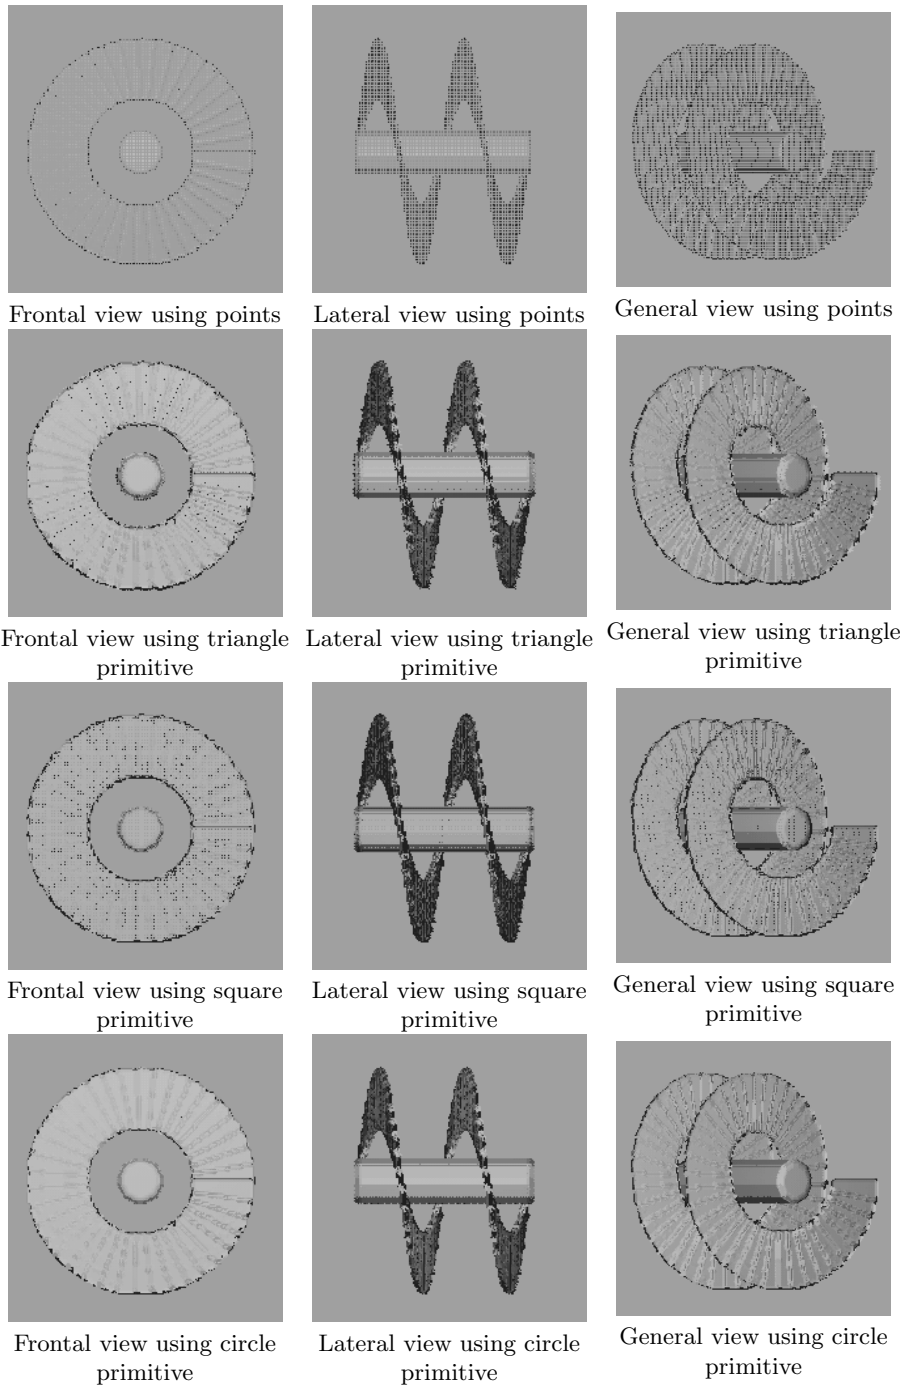 Frontal view using points
Lateral view using points
General view using points
Frontal view using triangle
primitive
Lateral view using triangle
primitive
General view using triangle
primitive
Frontal view using square
primitive
Lateral view using square
primitive
General view using square
primitive
Frontal view using circle
primitive
Lateral view using circle
primitive
General view using circle
primitive